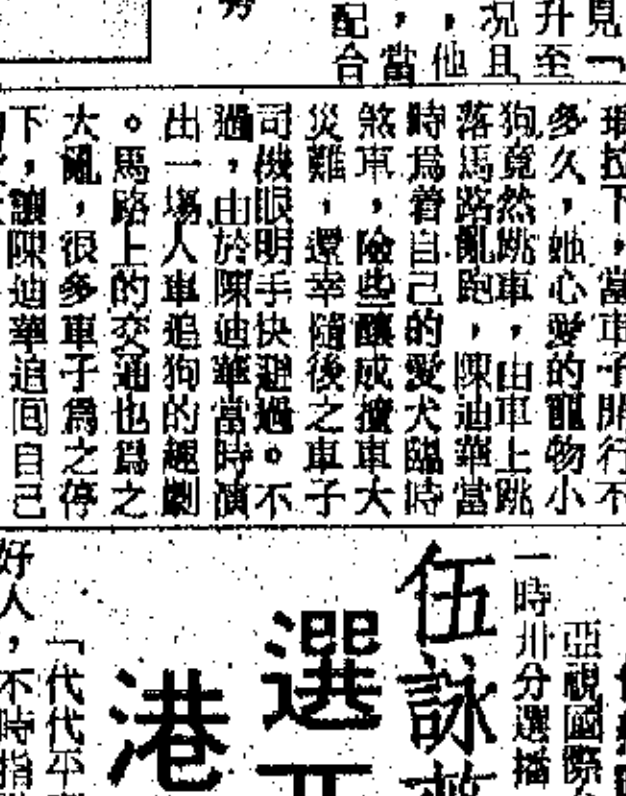 見一
升至
况且
，他
，當
配台
拉下，當車子開行不
多久，她心愛的寵物小
狗竟然跳車，由車上跳
落馬路亂跑，陳迪華當
時爲着自己的愛犬臨時
煞車，險些釀成撞車大
災難，還幸隨後之車子
司機眼明手快避過。不
過，由於陳迪華當時演
出一場人車追狗的趣劇
。馬路上的交通也爲之
大亂，很多車子爲之停
下，讓陳迪華追回自己
亞視國際
一時卅分選播
伍詠
選
港
「代代平
好人，不時指